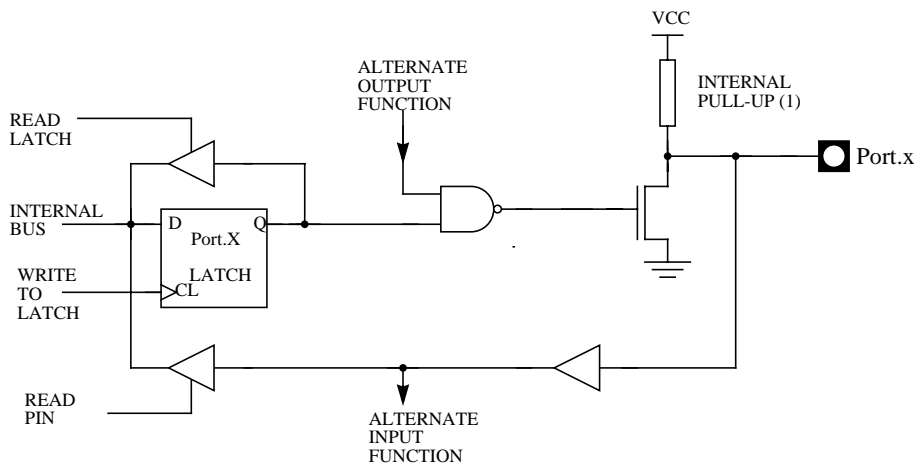 VCC
ALTERNATE
OUTPUT
FUNCTION
INTERNAL
PULL-UP (1)
READ
LATCH
Port.x
INTERNAL
BUS
D
Q
Port.X
LATCH
CL
WRITE
TO
LATCH
READ
PIN
ALTERNATE
INPUT
FUNCTION